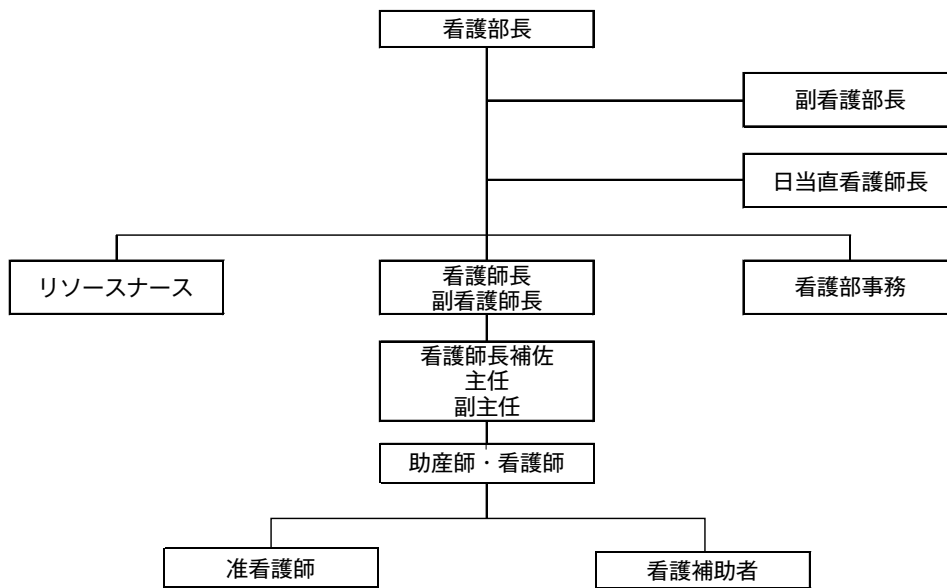 看護部長
副看護部長
日当直看護師長
リソースナース
看護師長
副看護師長
看護部事務
看護師長補佐
主任
副主任
助産師・看護師
准看護師
看護補助者